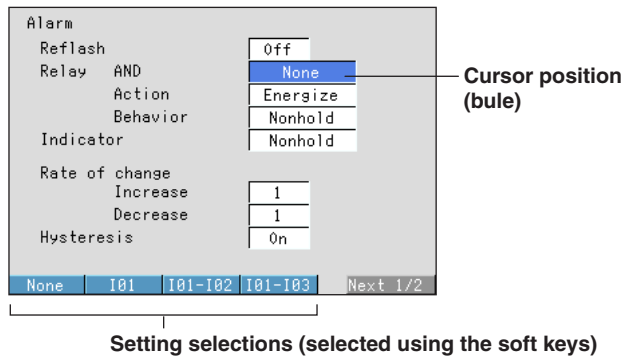 Alarm
Reflash Off
Relay AND None
Action Energize
Behavior Nonhold
Indicator Nonhold
Rate of change
Increase 1
Decrease 1
Hysteresis On
None I01 I01-I02 I01-I03 Next 1/2
Cursor position
(bule)
Setting selections (selected using the soft keys)